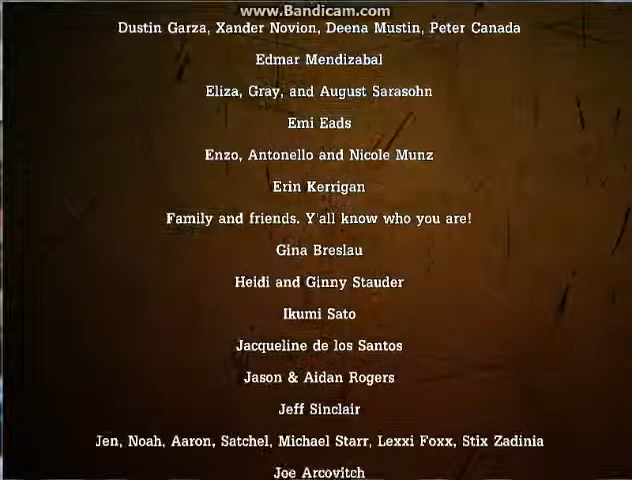 www.Bandicam.com
Dustin Garza, Xander Novion, Deena Mustin, Peter Canada
Edmar Mendizabal
Eliza, Gray, and August Sarasohn
Emi Eads
Enzo, Antonello and Nicole Munz
Erin Kerrigan
Family and friends. Y'all know who you are!
Gina Breslau
Heidi and Ginny Stauder
Ikumi Sato
Jacqueline de los Santos
Jason & Aidan Rogers
Jeff Sinclair
Jen, Noah, Aaron, Satchel, Michael Starr, Lexxi Foxx, Stix Zadinia
Joe Arcovitch